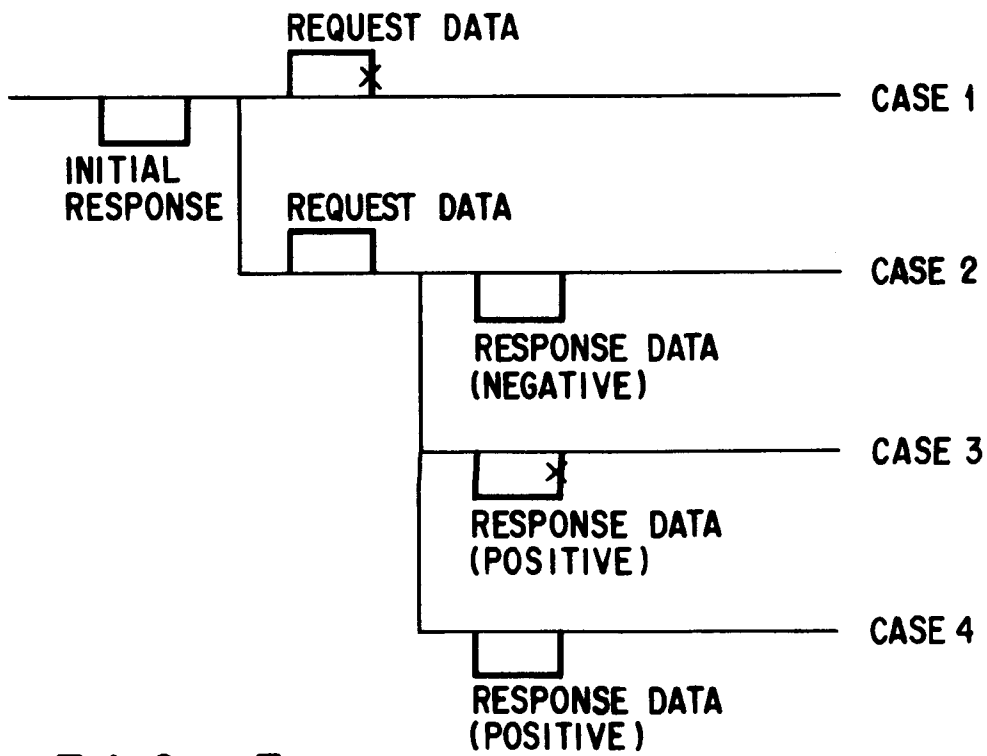 REQUEST DATA
CASE 1
INITIAL
RESPONSE
REQUEST DATA
CASE 2
RESPONSE DATA
(NEGATIVE)
CASE 3
RESPONSE DATA
(POSITIVE)
CASE 4
RESPONSE DATA
(POSITIVE)